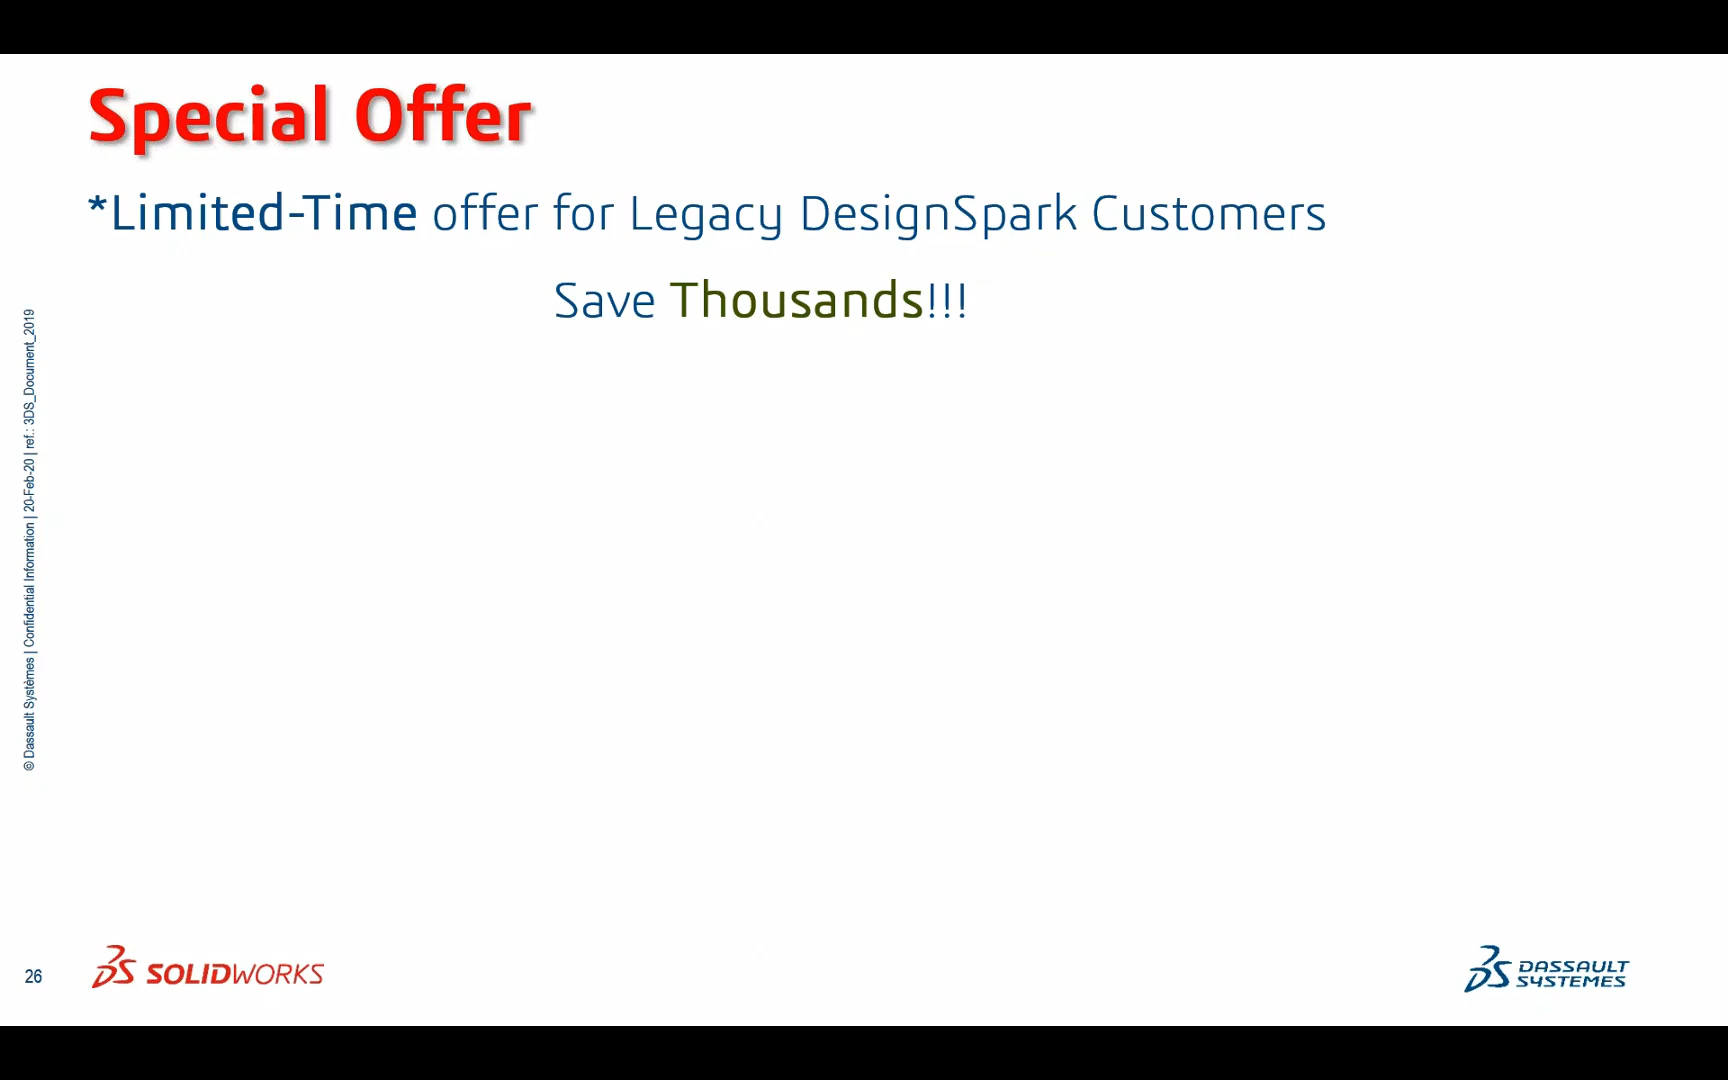 Special Offer
*Limited-Time offer for Legacy DesignSpark Customers
Save Thousands!!!
© Dassault Systèmes | Confidential Information | 20-Feb-20 | ref.: 3DS_Document_2019
26
SOLIDWORKS
DASSAULT
SYSTEMES